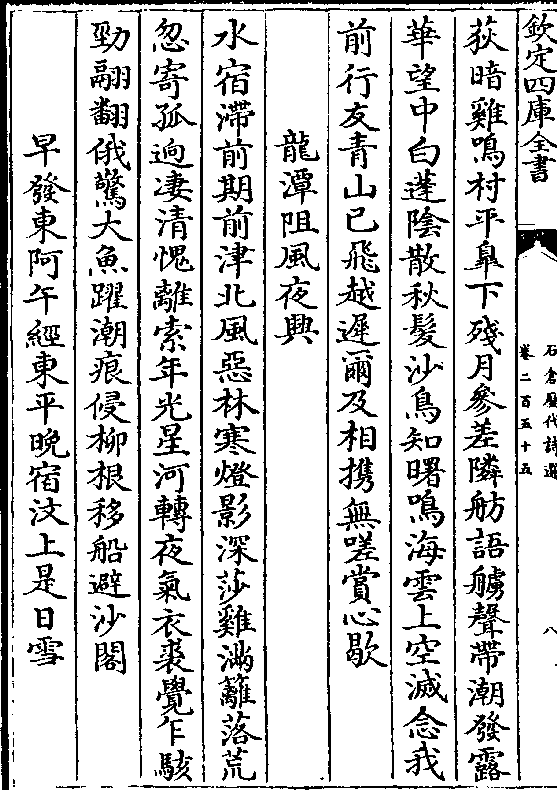 欽定四庫全書
石倉歷代詩選
卷二百五十五
八
荻暗雞鳴村平臯下殘月參差隣舫語艣聲帶潮發露
華望中白蓬陰散秋髮沙鳥知曙鳴海雲上空滅念我
前行友青山已飛越遲爾及相携無嗟賞心歇
龍潭阻風夜興
水宿滯前期前津北風惡林寒燈影深莎雞滿籬落荒
忽寄孤逈凄清愧離索年光星河轉夜氣衣裘覺乍駭
勁翮翻俄驚大魚躍潮痕侵柳根移船避沙閣
早發東阿午經東平晚宿汶上是日雪